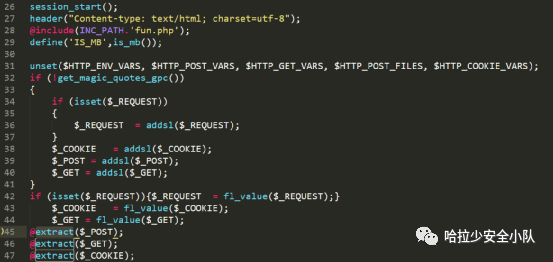 26 session_start();
27 header("Content-type: text/html; charset=utf-8");
28 @include(INC_PATH.'fun.php');
29 define('IS_MB',is_mb());
30
31 unset($HTTP_ENV_VARS, $HTTP_POST_VARS, $HTTP_GET_VARS, $HTTP_POST_FILES, $HTTP_COOKIE_VARS);
32 if (!get_magic_quotes_gpc())
33 {
34 if (isset($_REQUEST))
35 {
36 $_REQUEST = addsl($_REQUEST);
37 }
38 $_COOKIE = addsl($_COOKIE);
39 $_POST = addsl($_POST);
40 $_GET = addsl($_GET);
41 }
42 if (isset($_REQUEST)){$_REQUEST = fl_value($_REQUEST);}
43 $_COOKIE = fl_value($_COOKIE);
44 $_GET = fl_value($_GET);
45 @extract($_POST);
46 @extract($_GET);
47 @extract($_COOKIE);
哈拉少安全小队